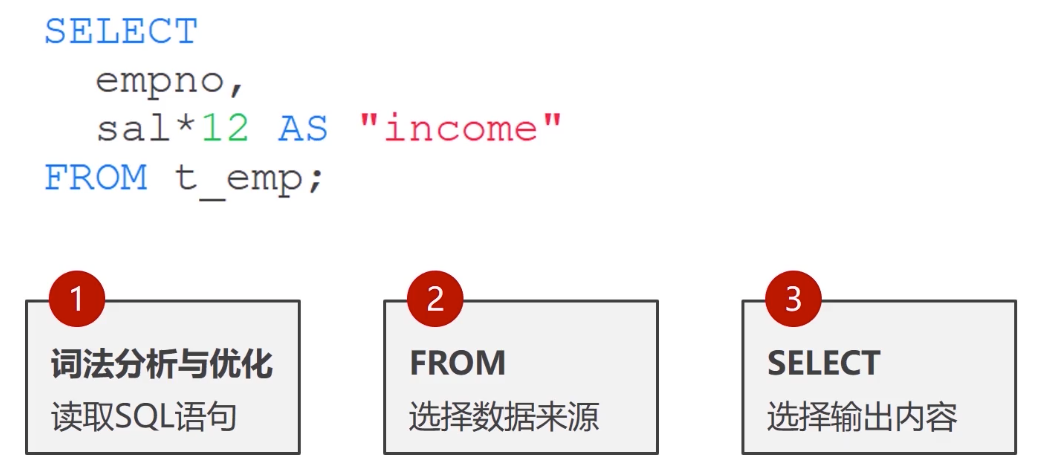 SELECT
empno,
sal*12 AS "income"
FROM t_emp;
1
词法分析与优化
读取SQL语句
2
FROM
选择数据来源
3
SELECT
选择输出内容